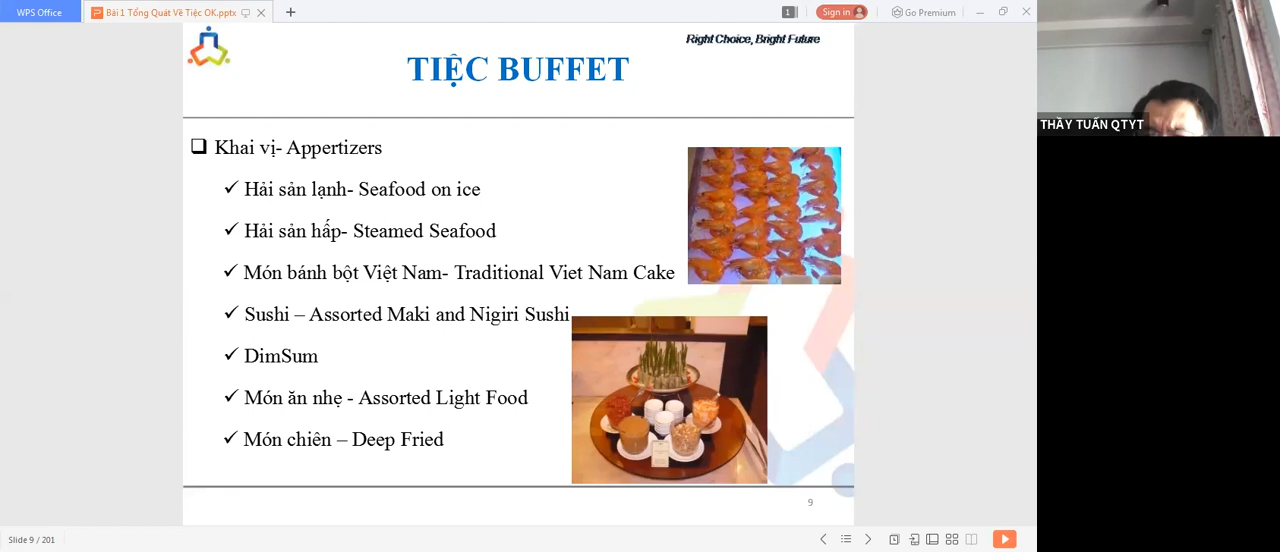 WPS Office
Bài 1 Tổng Quát Về Tiệc OK.pptx
1
Sign in
Go Premium
Right Choice, Bright Future
TIỆC BUFFET
Khai vị- Appertizers
Hải sản lạnh- Seafood on ice
Hải sản hấp- Steamed Seafood
Món bánh bột Việt Nam- Traditional Viet Nam Cake
Sushi – Assorted Maki and Nigiri Sushi
DimSum
Món ăn nhẹ - Assorted Light Food
Món chiên – Deep Fried
9
Slide 9 / 201
THẦY TUẤN QTYT